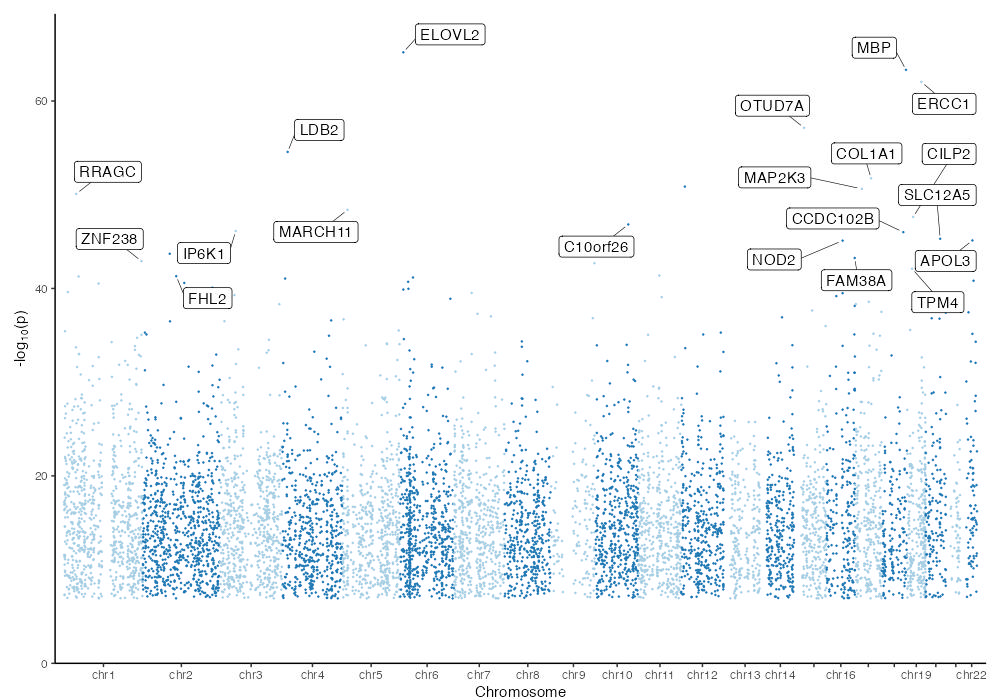 ELOVL2
MBP
60
OTUD7A
ERCC1
LDB2
COL1A1
CILP2
RRAGC
MAP2K3
SLC12A5
CCDC102B
MARCH11
ZNF238
IP6K1
C10orf26
NOD2
APOL3
FAM38A
40
FHL2
TPM4
-log10(p)
20
0
chr1 chr2 chr3 chr4 chr5 chr6 chr7 chr8 chr9 chr10 chr11 chr12 chr13 chr14 chr16 chr19 chr22
Chromosome